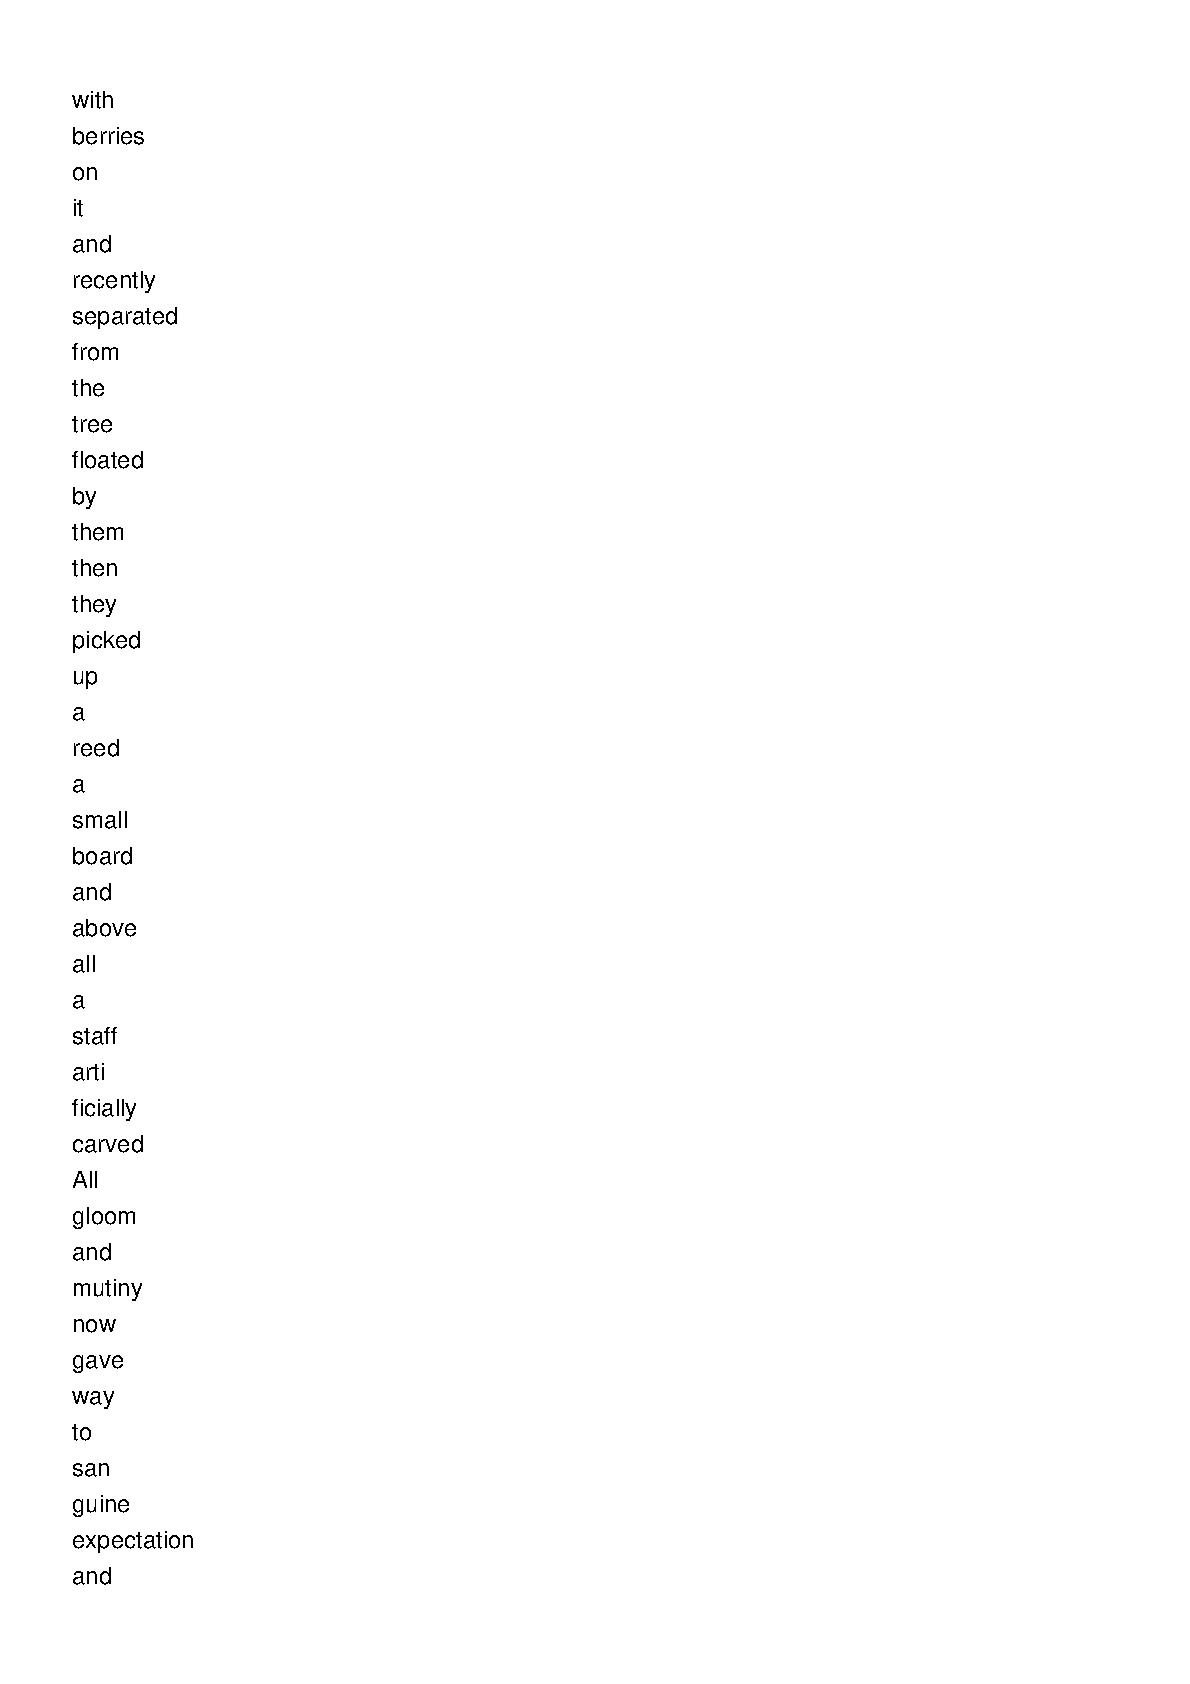 with
berries
on
it
and
recently
separated
from
the
tree
floated
by
them
then
they
picked
up
a
reed
a
small
board
and
above
all
a
staff
arti
ficially
carved
All
gloom
and
mutiny
now
gave
way
to
san
guine
expectation
and